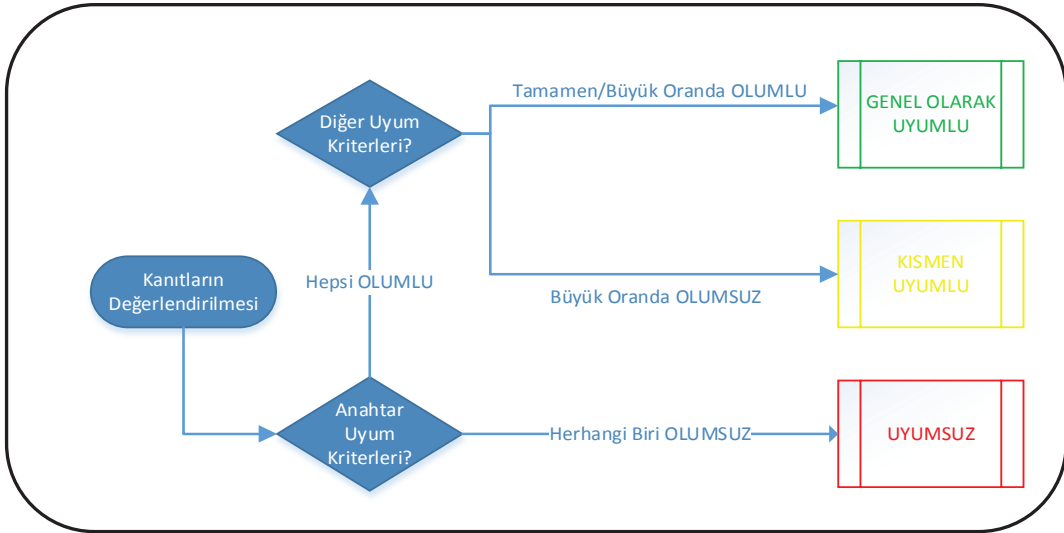 Tamamen/Büyük Oranda OLUMLU
GENEL OLARAK
UYUMLU
Diğer Uyum
Kriterleri?
Kanıtların
Değerlendirilmesi
Hepsi OLUMLU
KISMEN
UYUMLU
Büyük Oranda OLUMSUZ
Anahtar
Uyum
Kriterleri?
Herhangi Biri OLUMSUZ
UYUMSUZ